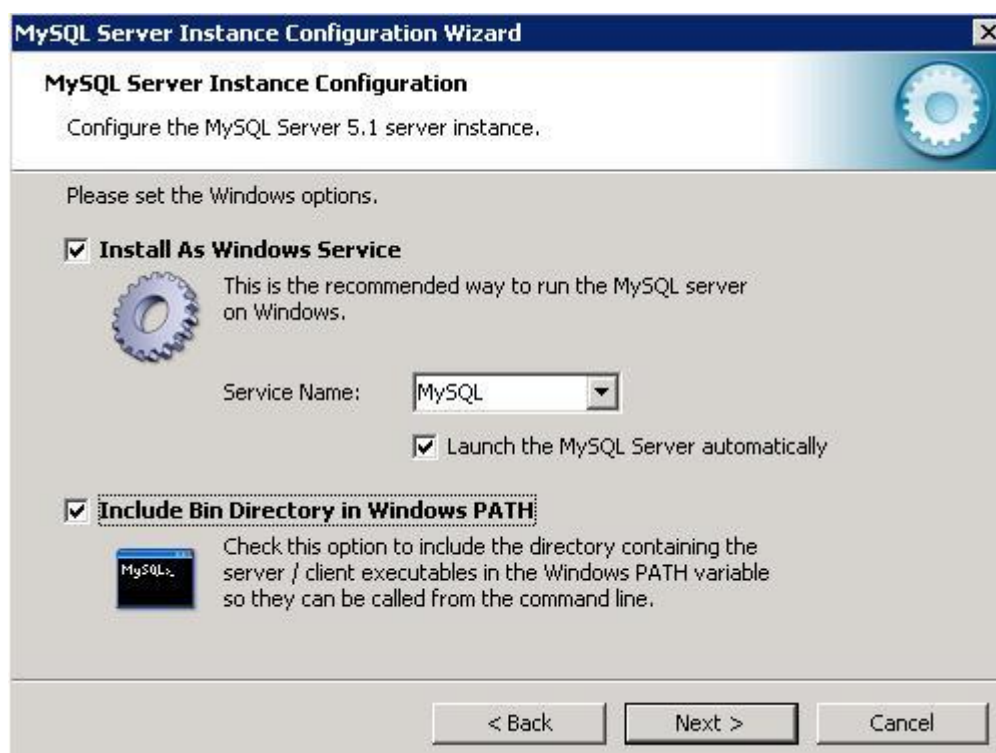 MySQL Server Instance Configuration Wizard
MySQL Server Instance Configuration
Configure the MySQL Server 5.1 server instance.
Please set the Windows options.
Install As Windows Service
This is the recommended way to run the MySQL server
on Windows.
Service Name:
MySQL
Launch the MySQL Server automatically
Include Bin Directory in Windows PATH
Check this option to include the directory containing the
server / client executables in the Windows PATH variable
so they can be called from the command line.
MySQL>_
< Back
Next >
Cancel